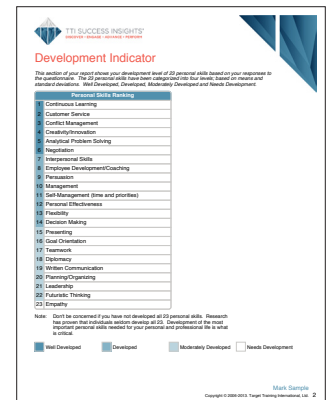 TTI SUCCESS INSIGHTS®
DISCOVER • ENGAGE • ADVANCE • PERFORM
Development Indicator
This section of your report shows your development level of 23 personal skills based on your responses to
the questionnaire. The 23 personal skills have been categorized into four levels; based on means and
standard deviations. Well Developed, Developed, Moderately Developed and Needs Development.
Personal Skills Ranking
1 Continuous Learning
2 Customer Service
3 Conflict Management
4 Creativity/Innovation
5 Analytical Problem Solving
6 Negotiation
7 Interpersonal Skills
8 Employee Development/Coaching
9 Persuasion
10 Management
11 Self-Management (time and priorities)
12 Personal Effectiveness
13 Flexibility
14 Decision Making
15 Presenting
16 Goal Orientation
17 Teamwork
18 Diplomacy
19 Written Communication
20 Planning/Organizing
21 Leadership
22 Futuristic Thinking
23 Empathy
Note: Don't be concerned if you have not developed all 23 personal skills. Research
has proven that individuals seldom develop all 23. Development of the most
important personal skills needed for your personal and professional life is what
is critical.
Well Developed Developed Moderately Developed Needs Development
Mark Sample
Copyright © 2006-2013. Target Training International, Ltd. 2